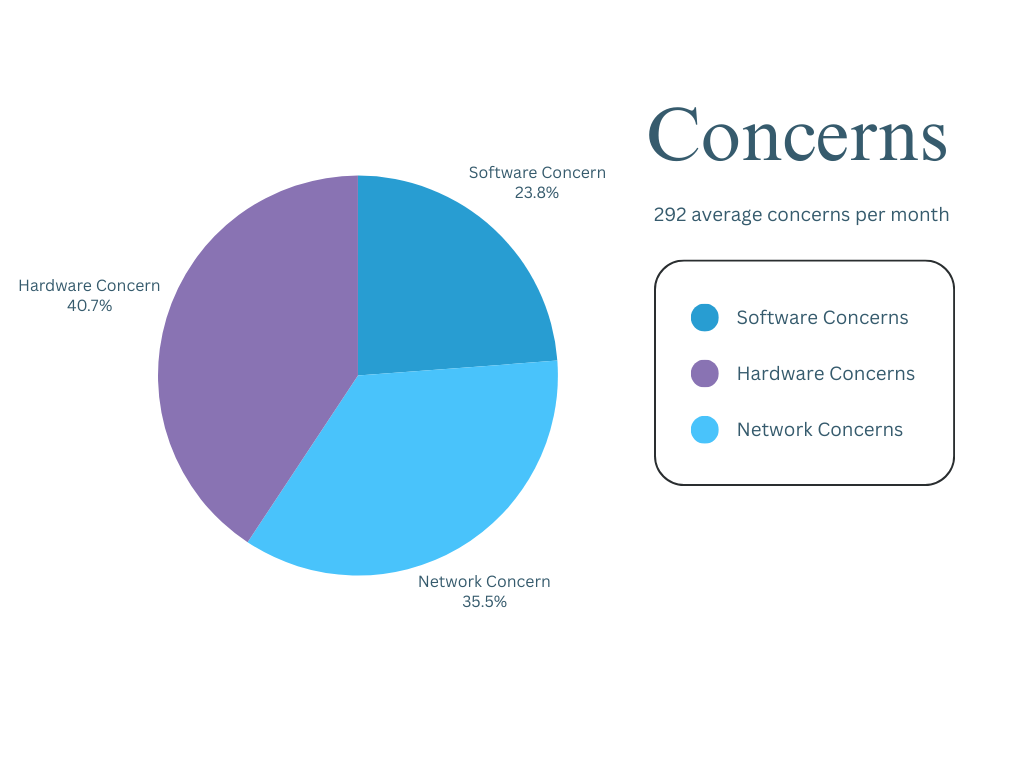 Concerns
292 average concerns per month
Software Concern
23.8%
Hardware Concern
40.7%
Network Concern
35.5%
Software Concerns
Hardware Concerns
Network Concerns